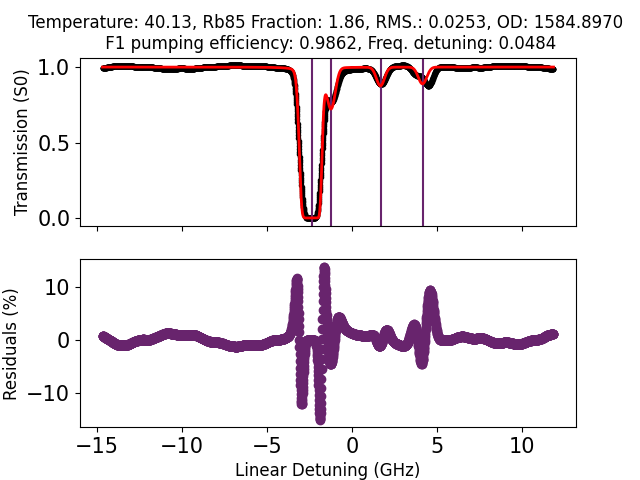 Temperature: 40.13, Rb85 Fraction: 1.86, RMS.: 0.0253, OD: 1584.8970
F1 pumping efficiency: 0.9862, Freq. detuning: 0.0484
Transmission (S0)
1.0
0.5
0.0
Residuals (%)
10
0
−10
−15
−10
−5
0
5
10
Linear Detuning (GHz)